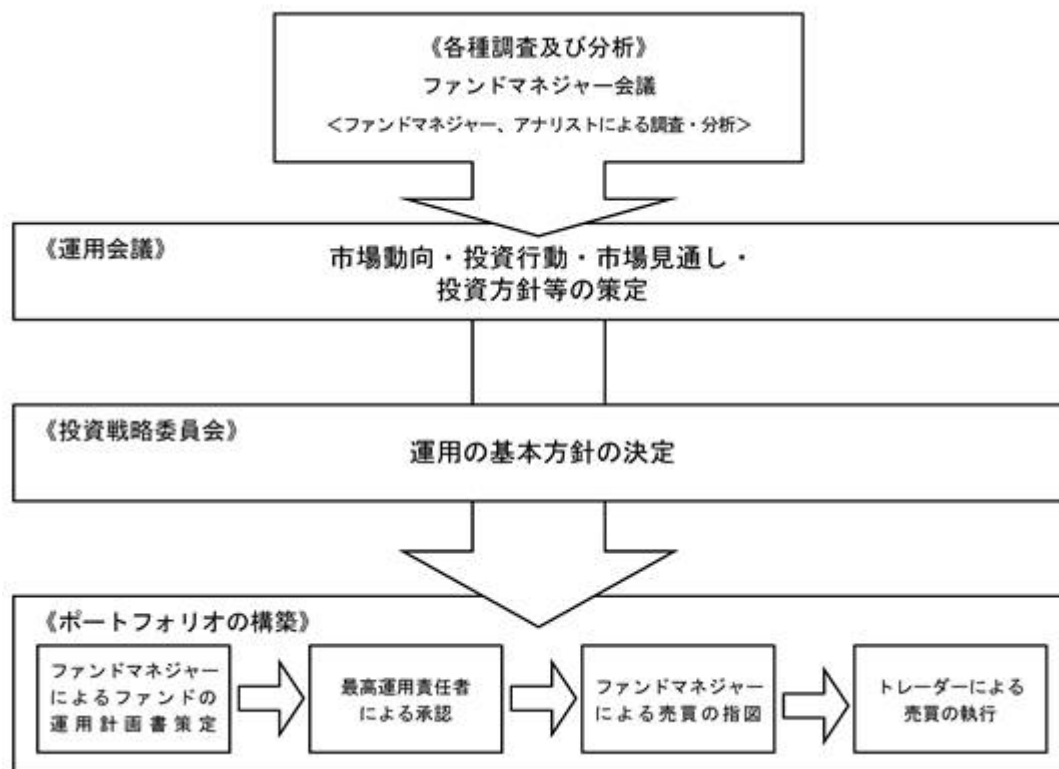 《各種調査及び分析》
ファンドマネジャー会議
＜ファンドマネジャー、アナリストによる調査・分析＞
《運用会議》
市場動向・投資行動・市場見通し・
投資方針等の策定
《投資戦略委員会》
運用の基本方針の決定
《ポートフォリオの構築》
ファンドマネジャー
によるファンドの
運用計画書策定
最高運用責任者
による承認
ファンドマネジャー
による売買の指図
トレーダーによる
売買の執行